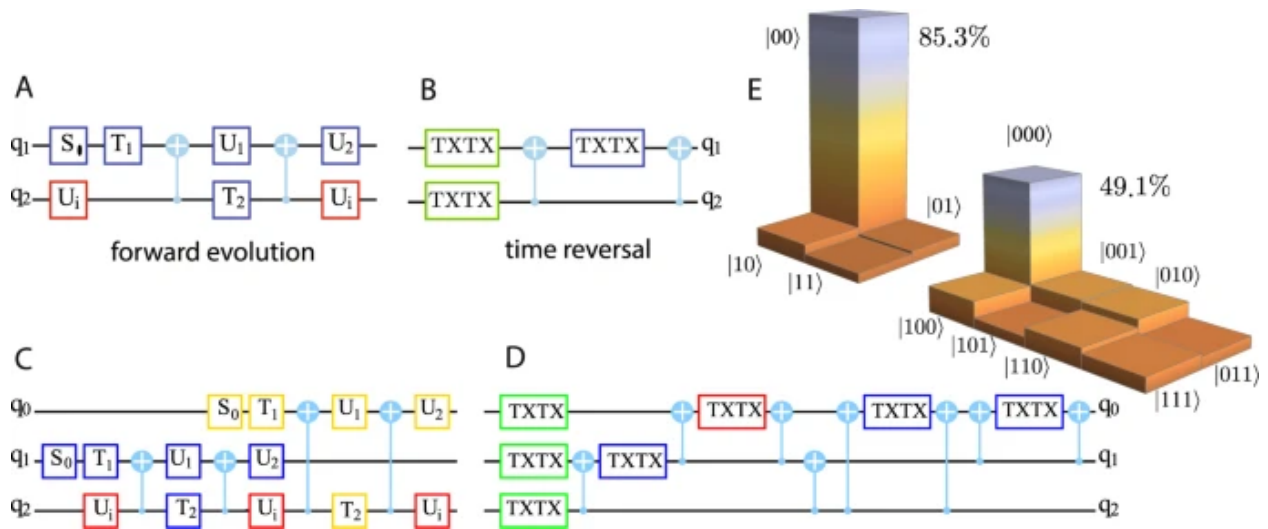 A
q₁ S₀ T₁ U₁ U₂
q₂ Uᵢ T₂ Uᵢ
forward evolution
B
TXTX TXTX q₁
TXTX q₂
time reversal
E
|00⟩ 85.3%
|01⟩
|10⟩
|11⟩
|000⟩
49.1%
|001⟩
|010⟩
|100⟩
|101⟩
|110⟩
|111⟩
|011⟩
C
q₀ S₀ T₁ U₁ U₂
q₁ S₀ T₁ U₁ U₂
q₂ Uᵢ T₂ Uᵢ T₂ Uᵢ
D
TXTX TXTX TXTX TXTX q₀
TXTX TXTX q₁
TXTX q₂